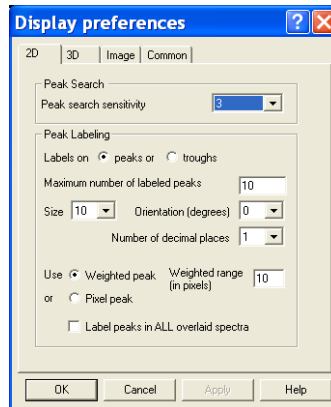 Display preferences
2D 3D Image Common
Peak Search
Peak search sensitivity 3
Peak Labeling
Labels on peaks or troughs
Maximum number of labeled peaks 10
Size 10 Orientation (degrees) 0
Number of decimal places 1
Use Weighted peak Weighted range (in pixels) 10
or Pixel peak
Label peaks in ALL overlaid spectra
OK Cancel Apply Help